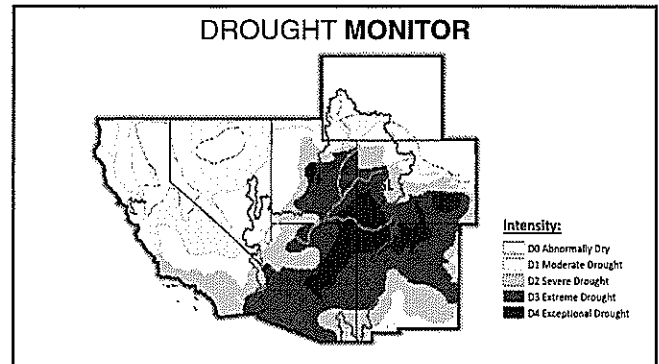 DROUGHT MONITOR
Intensity:
D0 Abnormally Dry
D1 Moderate Drought
D2 Severe Drought
D3 Extreme Drought
D4 Exceptional Drought